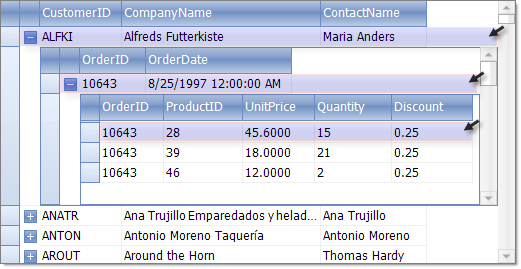 CustomerID CompanyName ContactName
ALFKI Alfreds Futterkiste Maria Anders
OrderID OrderDate
10643 8/25/1997 12:00:00 AM
OrderID ProductID UnitPrice Quantity Discount
10643 28 45.6000 15 0.25
10643 39 18.0000 21 0.25
10643 46 12.0000 2 0.25
ANATR Ana Trujillo Emparedados y helad... Ana Trujillo
ANTON Antonio Moreno Taquería Antonio Moreno
AROUT Around the Horn Thomas Hardy